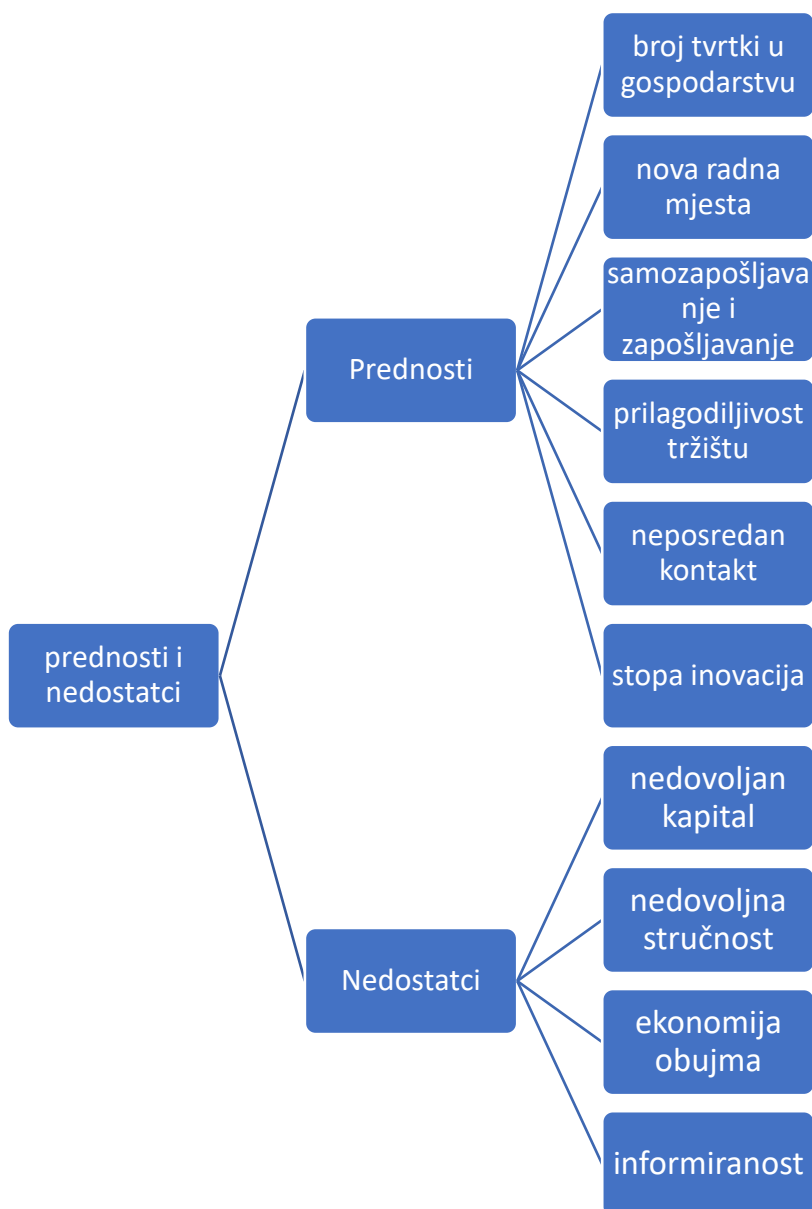 broj tvrtki u
gospodarstvu
nova radna
mjesta
samozapošljava
nje i
zapošljavanje
Prednosti
prilagodiljivost
tržištu
neposredan
kontakt
prednosti i
nedostatci
stopa inovacija
nedovoljan
kapital
nedovoljna
stručnost
Nedostatci
ekonomija
obujma
informiranost